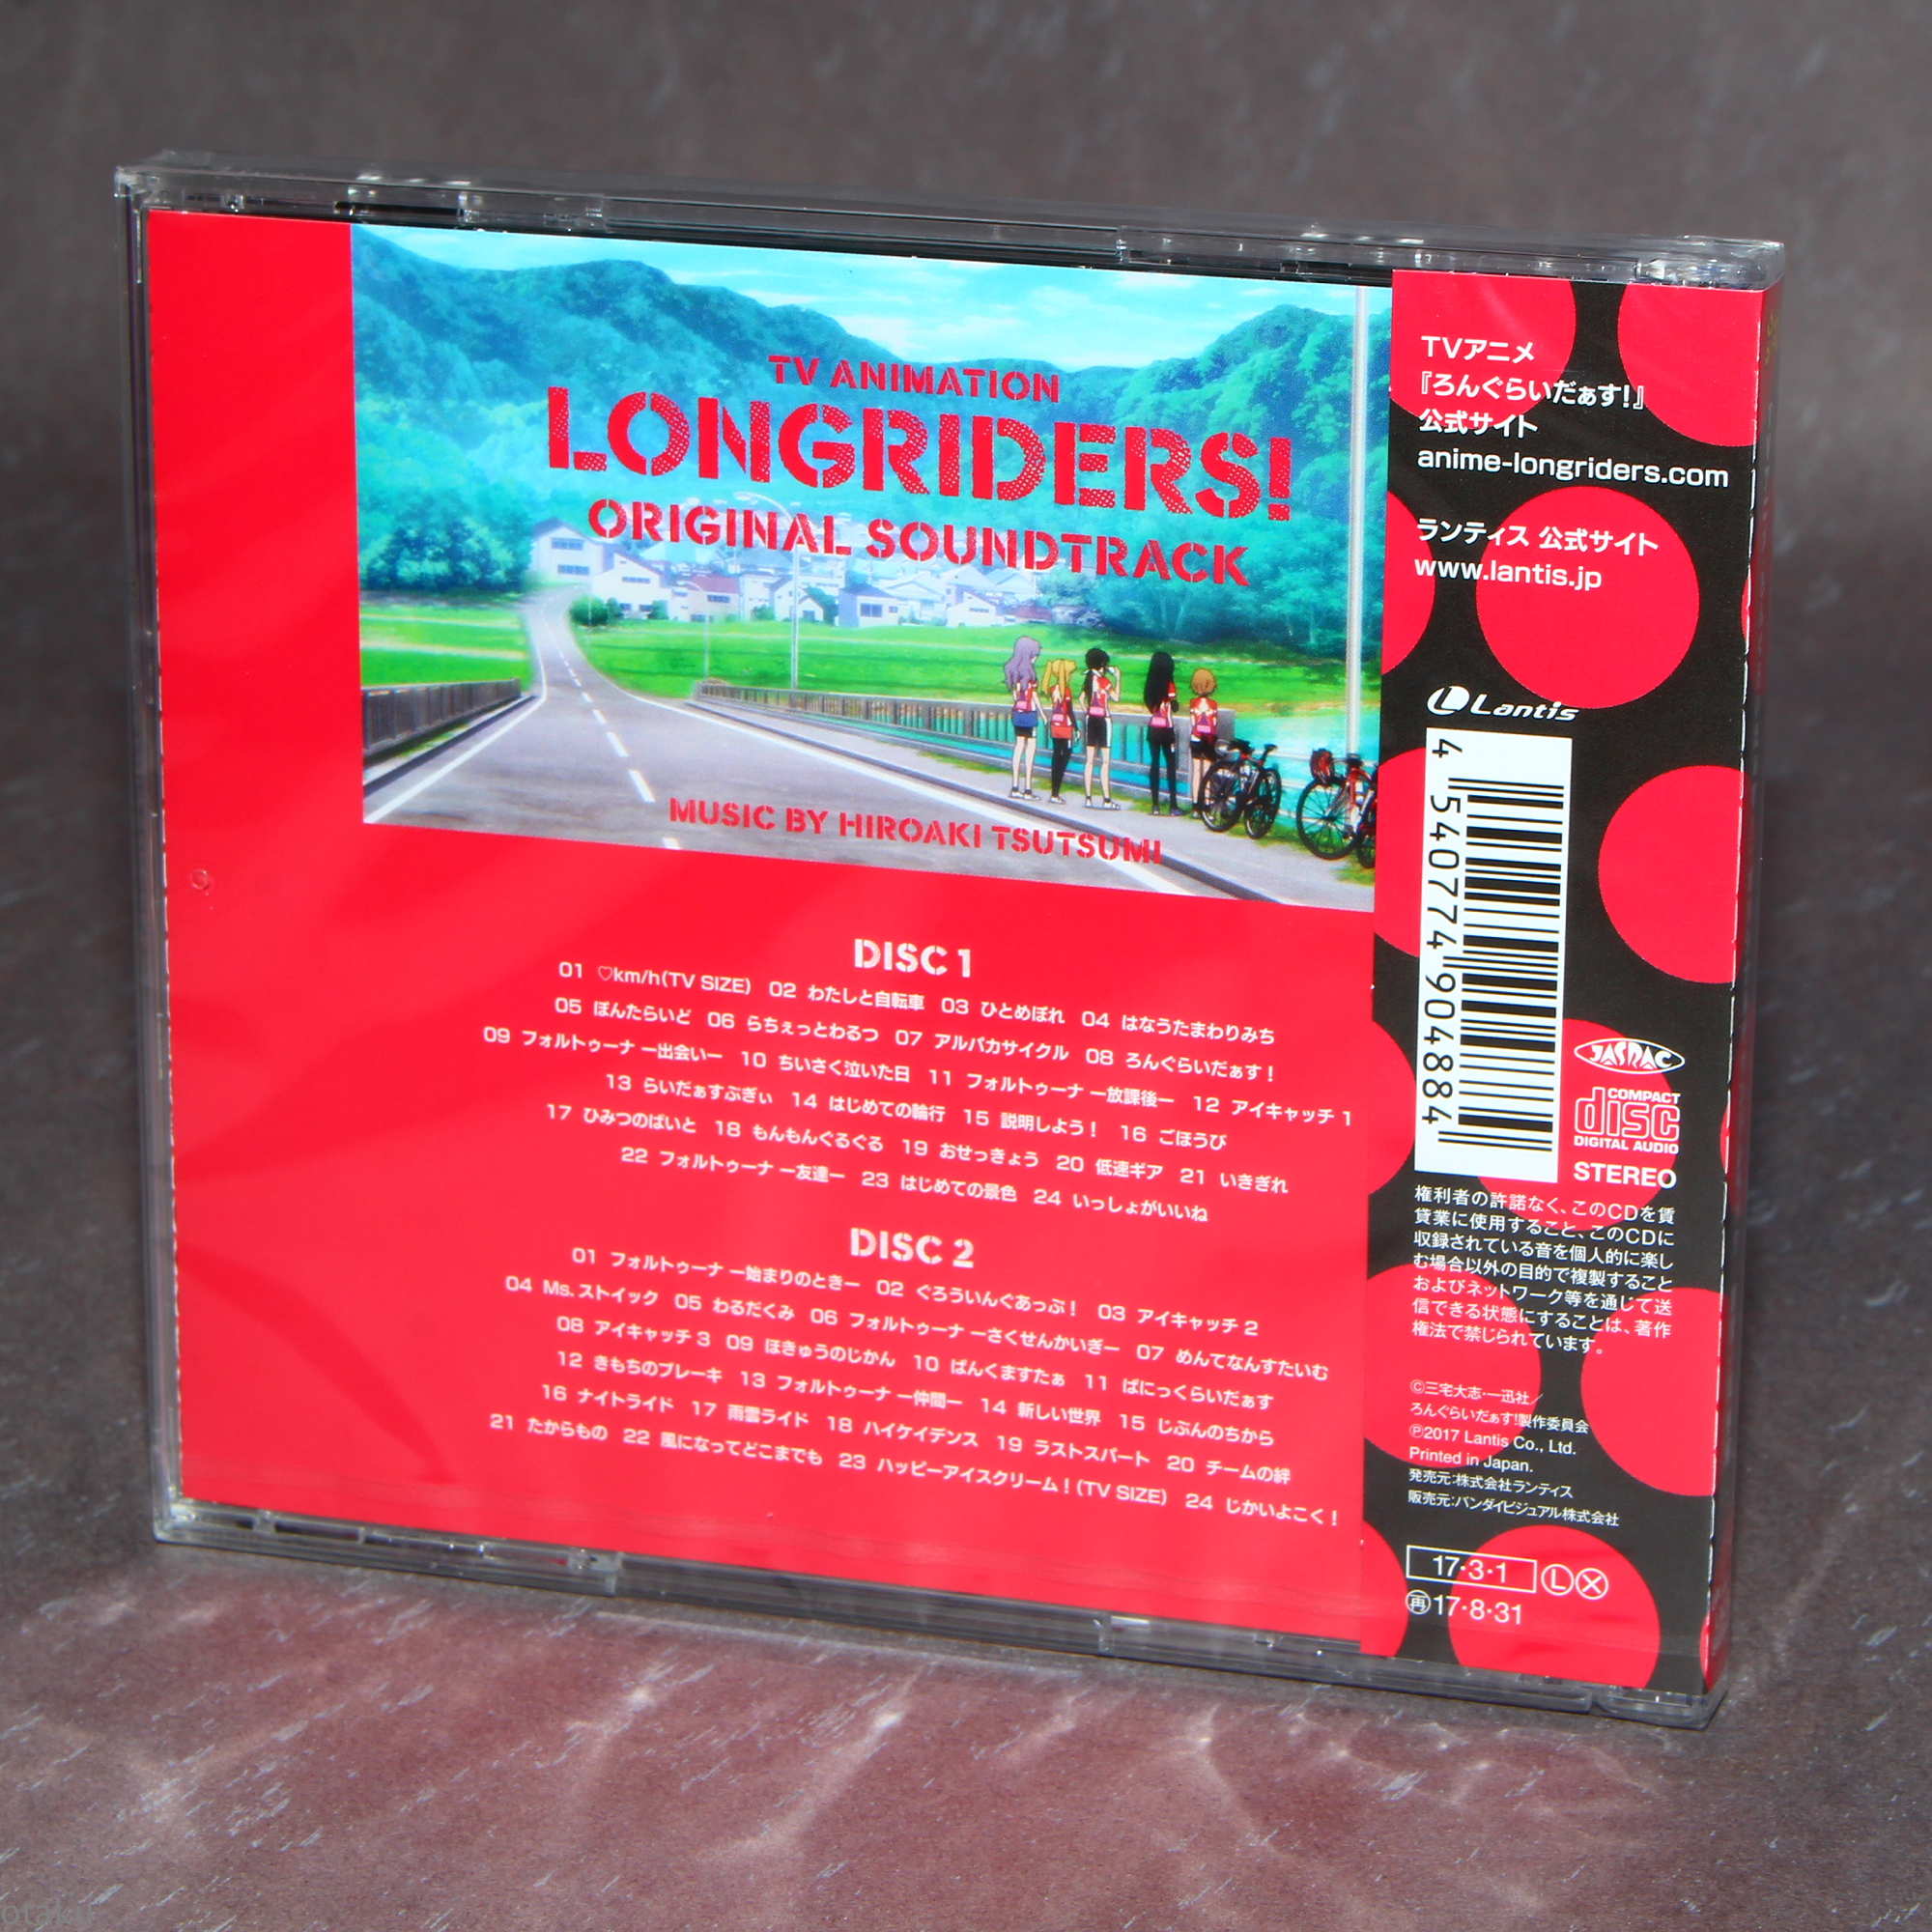 TV ANIMATION
LONGRIDERS!
ORIGINAL SOUNDTRACK
MUSIC BY HIROAKI TSUTSUMI
DISC 1
01 ♡km/h(TV SIZE) 02 わたしと自転車 03 ひとめぼれ 04 はなうたまわりみち
05 ぽんたらいど 06 らちぇっとわるつ 07 アルパカサイクル 08 ろんぐらいだぁす！
09 フォルトゥーナ ー出会いー 10 ちいさく泣いた日 11 フォルトゥーナ ー放課後ー 12 アイキャッチ 1
13 らいだぁすぶぎぃ 14 はじめての輪行 15 説明しよう！ 16 ごほうび
17 ひみつのばいと 18 もんもんぐるぐる 19 おせっきょう 20 低速ギア 21 いきぎれ
22 フォルトゥーナ ー友達ー 23 はじめての景色 24 いっしょがいいね
DISC 2
01 フォルトゥーナ ー始まりのときー 02 ぐろういんぐあっぷ！ 03 アイキャッチ 2
04 Ms.ストイック 05 わるだくみ 06 フォルトゥーナ ーさくせんかいぎー 07 めんてなんすたいむ
08 アイキャッチ 3 09 ほきゅうのじかん 10 ぱんくますたぁ 11 ぱにっくらいだぁす
12 きもちのブレーキ 13 フォルトゥーナ ー仲間ー 14 新しい世界 15 じぶんのちから
16 ナイトライド 17 雨雲ライド 18 ハイケイデンス 19 ラストスパート 20 チームの絆
21 たからもの 22 風になってどこまでも 23 ハッピーアイスクリーム！(TV SIZE) 24 じかいよこく！
TVアニメ
『ろんぐらいだぁす！』
公式サイト
anime-longriders.com
ランティス 公式サイト
www.lantis.jp
Lantis
4 540774 904884
JASRAC
COMPACT
disc
DIGITAL AUDIO
STEREO
権利者の許諾なく、このCDを賃
貸業に使用すること、このCDに
収録されている音を個人的に楽し
む場合以外の目的で複製すること
およびネットワーク等を通じて送
信できる状態にすることは、著作
権法で禁じられています。
Ⓒ三宅大志・一迅社／
ろんぐらいだぁす！製作委員会
Ⓟ2017 Lantis Co., Ltd.
Printed in Japan.
発売元:株式会社ランティス
販売元:バンダイビジュアル株式会社
17・3・1 Ⓛ Ⓧ
㊢17・8・31
otaku